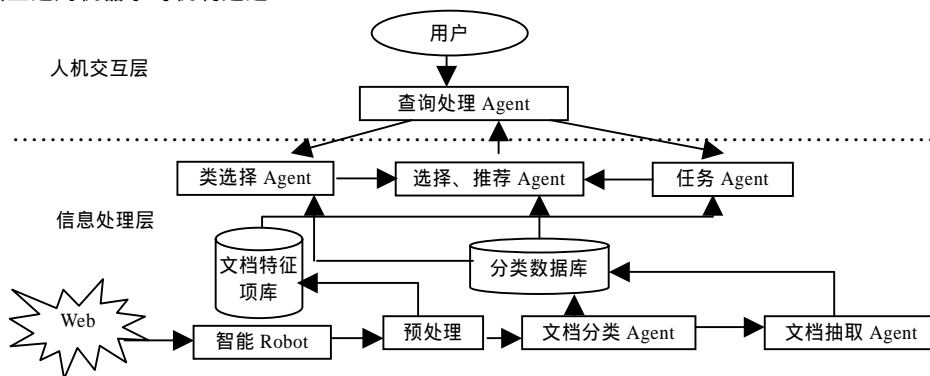 用户
人机交互层
查询处理 Agent
类选择 Agent
选择、推荐 Agent
任务 Agent
信息处理层
文档特征
项库
分类数据库
Web
智能 Robot
预处理
文档分类 Agent
文档抽取 Agent